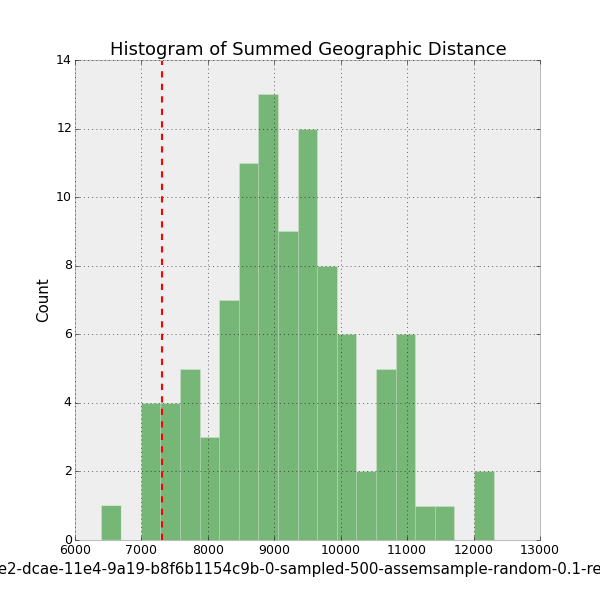 Histogram of Summed Geographic Distance
14
12
10
8
6
4
2
0
Count
6000 7000 8000 9000 10000 11000 12000 13000
e2-dcae-11e4-9a19-b8f6b1154c9b-0-sampled-500-assemsample-random-0.1-re